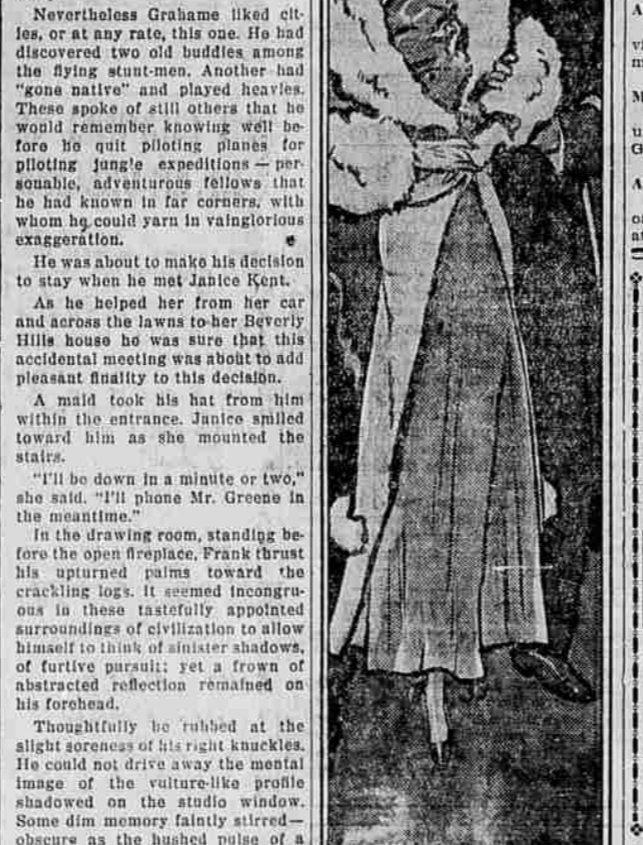 Nevertheless Grahame liked cit-
ies, or at any rate, this one. He had
discovered two old buddies among
the flying stunt-men. Another had
"gone native" and played heavies.
These spoke of still others that he
would remember knowing well be-
fore he quit piloting planes for
piloting jungle expeditions — per-
sonable, adventurous fellows that
he had known in far corners, with
whom he could yarn in vainglorious
exaggeration.
He was about to make his decision
to stay when he met Janice Kent.
As he helped her from her car
and across the lawns to her Beverly
Hills house he was sure that this
accidental meeting was about to add
pleasant finality to this decision.
A maid took his hat from him
within the entrance. Janice smiled
toward him as she mounted the
stairs.
"I'll be down in a minute or two,"
she said. "I'll phone Mr. Greene in
the meantime."
In the drawing room, standing be-
fore the open fireplace, Frank thrust
his upturned palms toward the
crackling logs. It seemed incongru-
ous in these tastefully appointed
surroundings of civilization to allow
himself to think of sinister shadows,
of furtive pursuit; yet a frown of
abstracted reflection remained on
his forehead.
Thoughtfully he rubbed at the
slight soreness of his right knuckles.
He could not drive away the mental
image of the vulture-like profile
shadowed on the studio window.
Some dim memory faintly stirred—
obscure as the hushed pulse of a